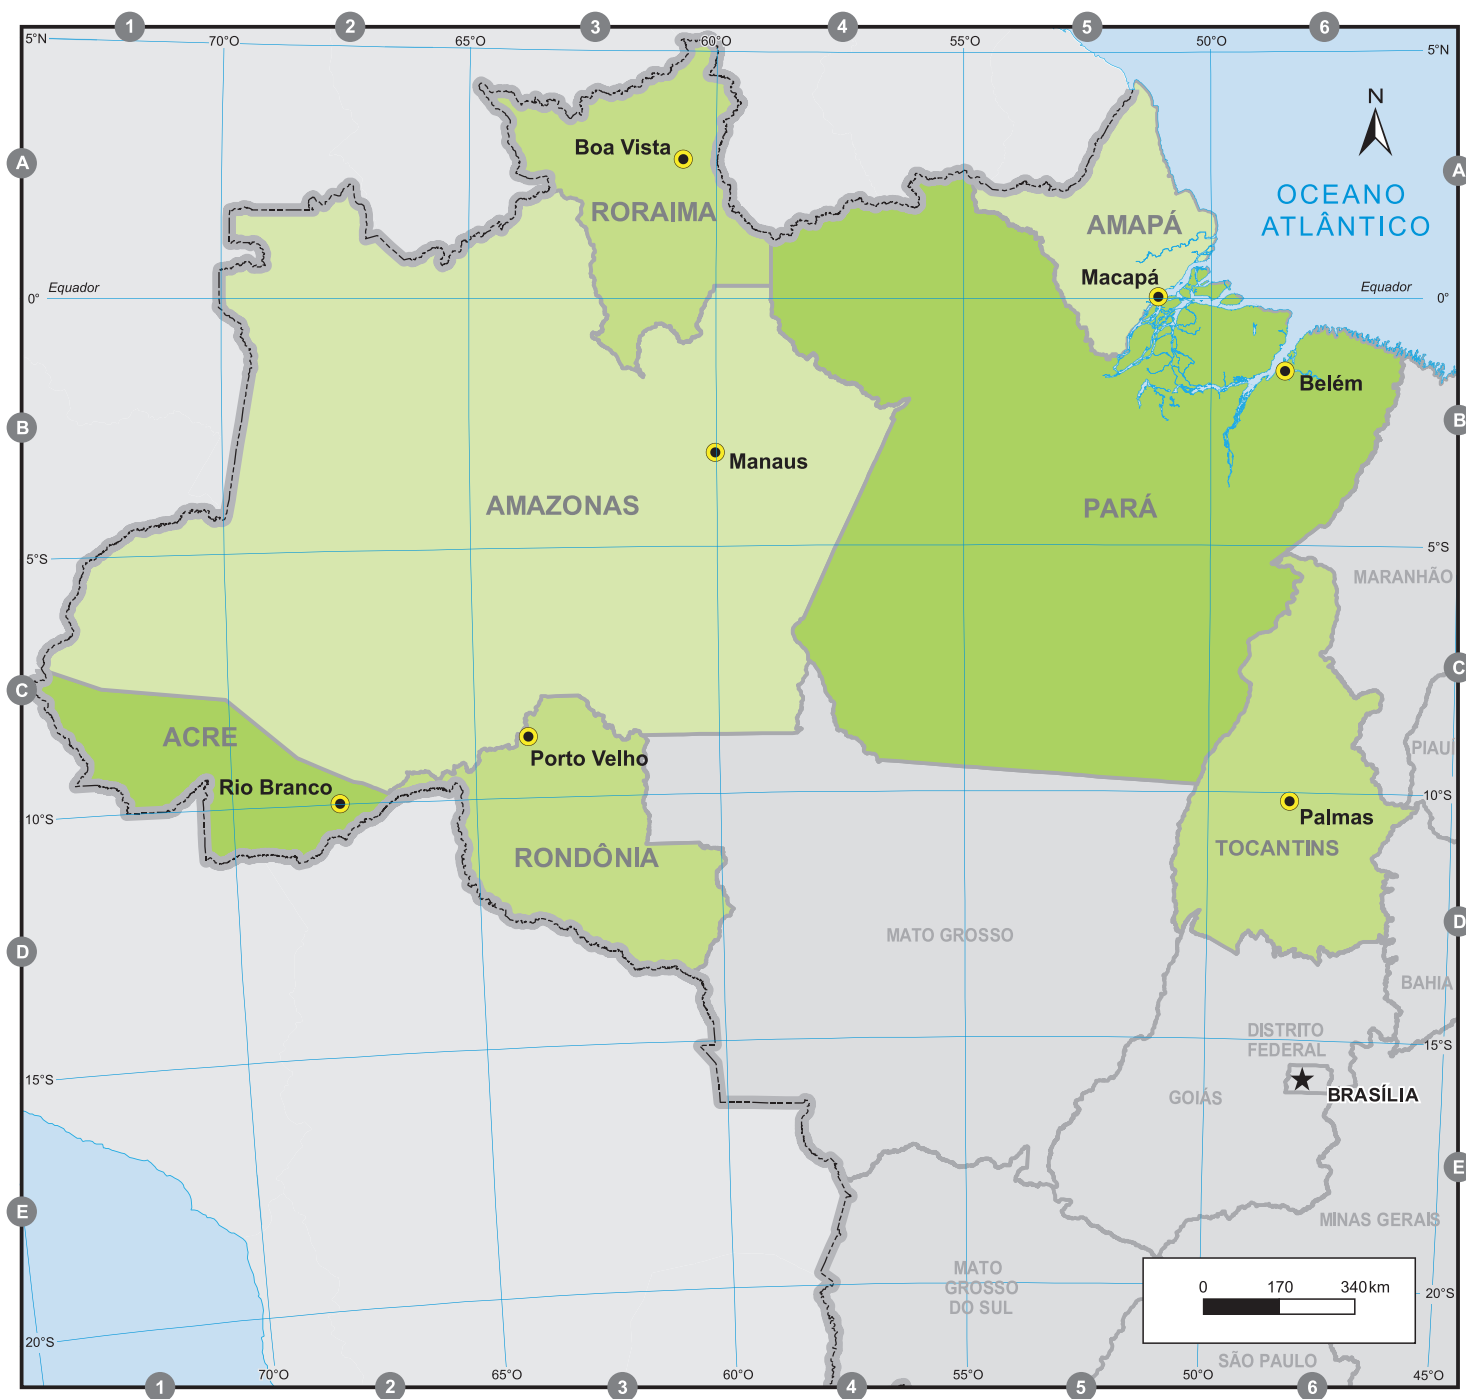 1 2 3 4 5 6
5°N 70°O 65°O 60°O 55°O 50°O 5°N
N
Boa Vista
A A
OCEANO
ATLÂNTICO
RORAIMA
AMAPÁ
Macapá
Equador Equador
0° 0°
Belém
B B
Manaus
AMAZONAS
PARÁ
5°S 5°S
MARANHÃO
C C
ACRE
Porto Velho
PIAUÍ
Rio Branco
10°S 10°S
Palmas
TOCANTINS
RONDÔNIA
D D
MATO GROSSO
BAHIA
DISTRITO
FEDERAL
15°S 15°S
GOIÁS
BRASÍLIA
E E
MINAS GERAIS
MATO
GROSSO
DO SUL
0 170 340 km
20°S 20°S
SÃO PAULO
70°O 65°O 60°O 55°O 50°O 45°O
1 2 3 4 5 6